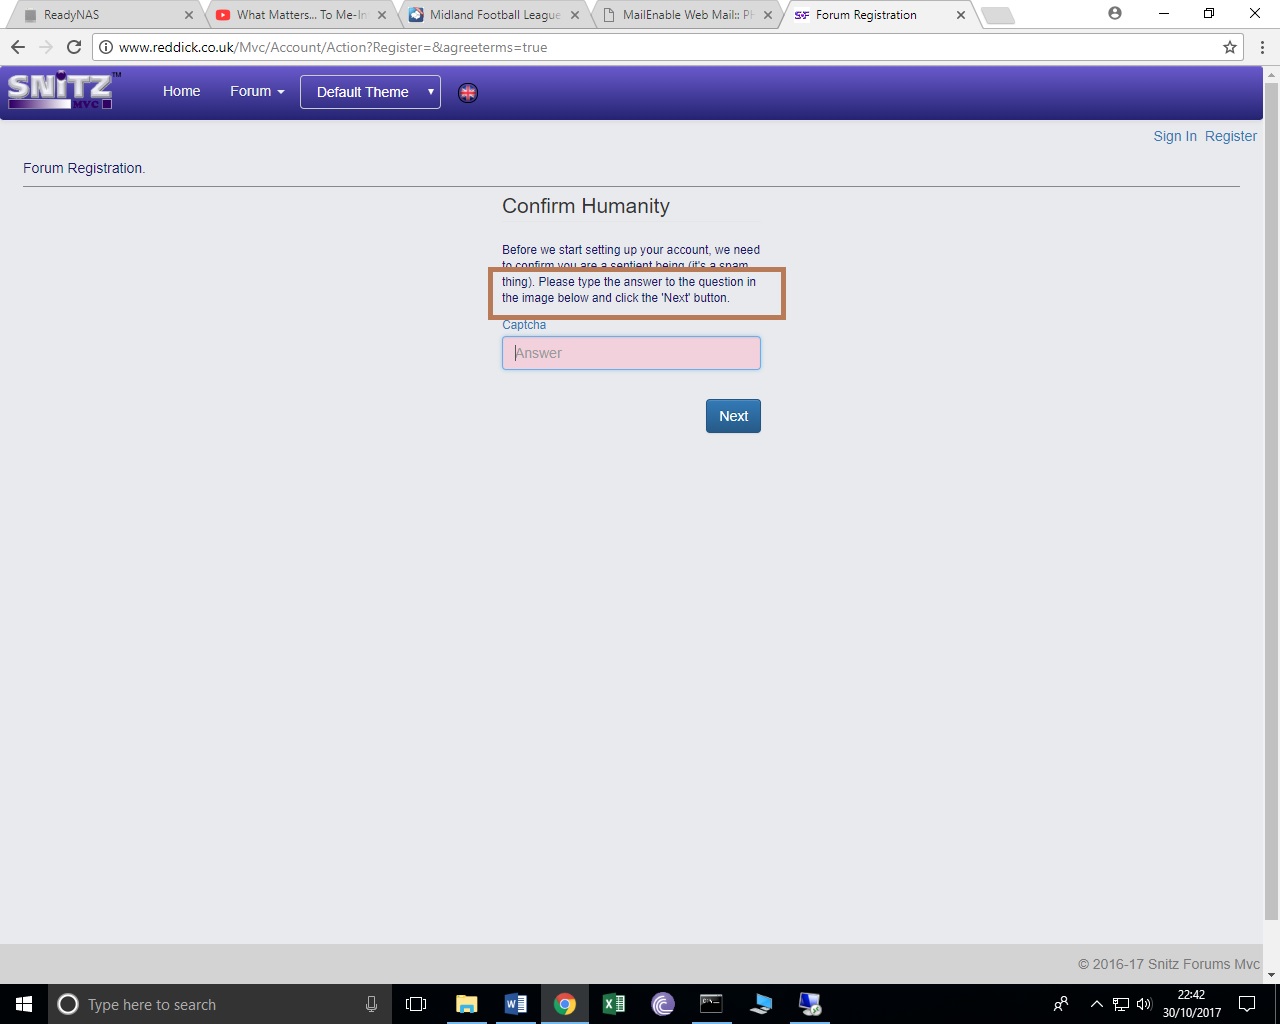 ReadyNAS
What Matters... To Me-In
Midland Football League
MailEnable Web Mail:: P
Forum Registration
www.reddick.co.uk/Mvc/Account/Action?Register=&agreeterms=true
SNiTZ™
MVC
Home
Forum
Default Theme
Sign In Register
Forum Registration.
Confirm Humanity
Before we start setting up your account, we need
to confirm you are a sentient being (it's a spam
thing). Please type the answer to the question in
the image below and click the 'Next' button.
Captcha
Answer
Next
© 2016-17 Snitz Forums Mvc
Type here to search
22:42
30/10/2017